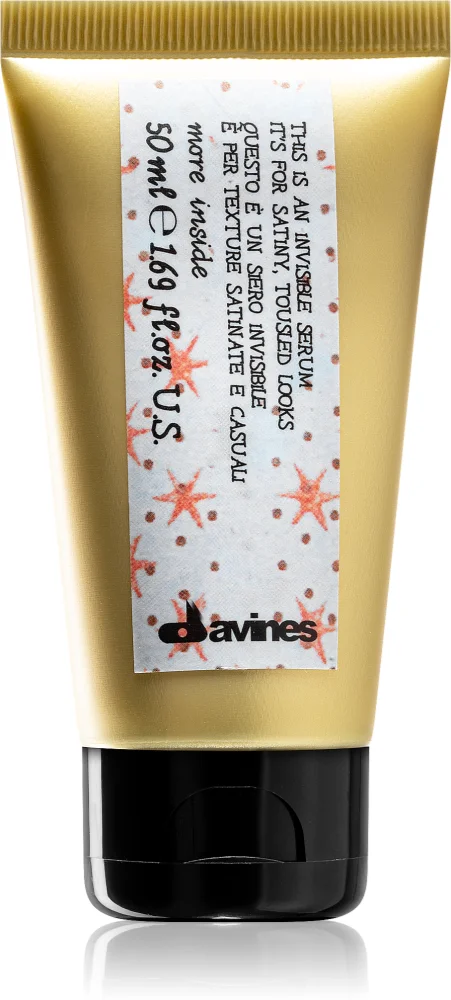 THIS IS AN INVISIBLE SERUM
IT'S FOR SATINY, TOUSLED LOOKS
QUESTO È UN SIERO INVISIBILE
È PER TEXTURE SATINATE E CASUALI
more inside
50 ml e 1.69 fl.oz. U.S.
davines